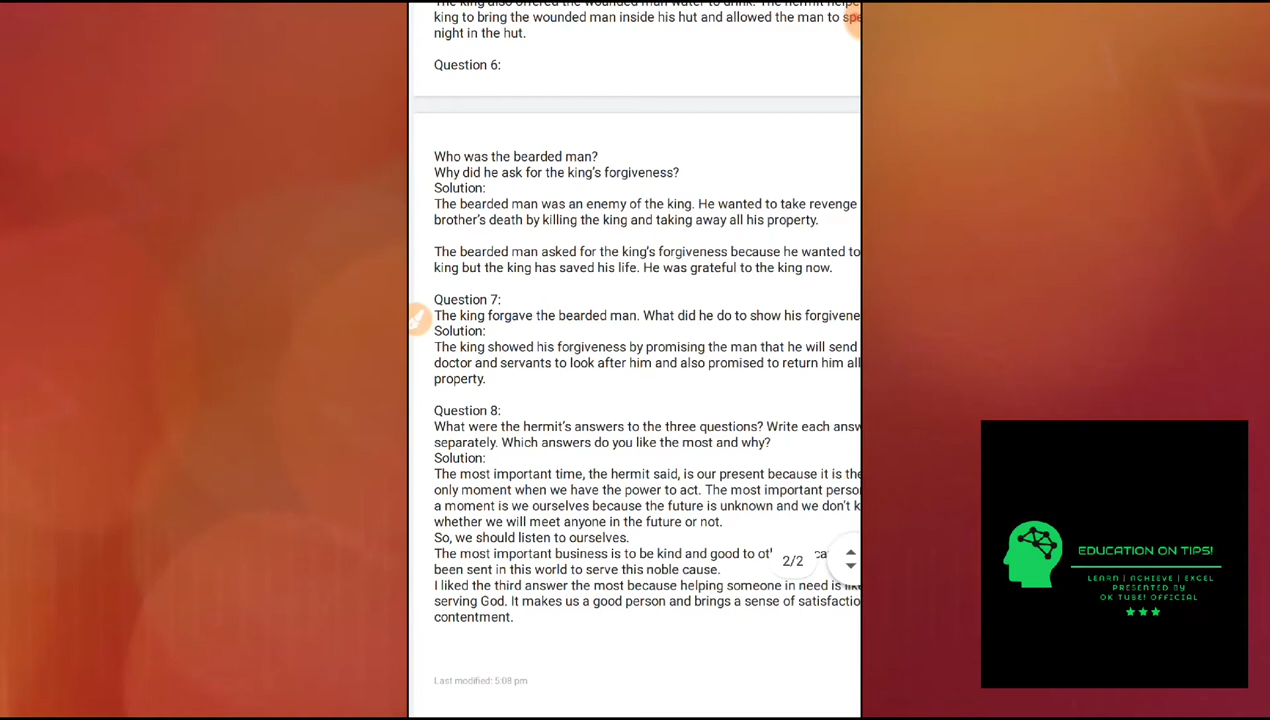 The king also offered the wounded man water to drink. The hermit
king to bring the wounded man inside his hut and allowed the man to
night in the hut.
Question 6:
Who was the bearded man?
Why did he ask for the king's forgiveness?
Solution:
The bearded man was an enemy of the king. He wanted to take revenge
brother's death by killing the king and taking away all his property.
The bearded man asked for the king's forgiveness because he wanted to
king but the king has saved his life. He was grateful to the king now.
Question 7:
The king forgave the bearded man. What did he do to show his
Solution:
The king showed his forgiveness by promising the man that he will send
doctor and servants to look after him and also promised to return him all
property.
Question 8:
What were the hermit's answers to the three questions? Write each
separately. Which answers do you like the most and why?
Solution:
The most important time, the hermit said, is our present because it is the
only moment when we have the power to act. The most important
a moment is we ourselves because the future is unknown and we don't
whether we will meet anyone in the future or not.
So, we should listen to ourselves.
The most important business is to be kind and good to
been sent in this world to serve this noble cause.
2/2
I liked the third answer the most because helping someone in need is
serving God. It makes us a good person and brings a sense of
contentment.
Last modified: 5:08 pm
EDUCATION ON TIPS!
LEARN | ACHIEVE | EXCEL
PRESENTED BY
OK TUBE! OFFICIAL